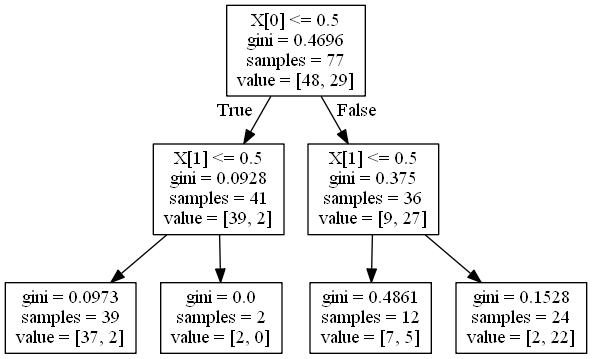 X[0] <= 0.5
gini = 0.4696
samples = 77
value = [48, 29]
True
False
X[1] <= 0.5
gini = 0.0928
samples = 41
value = [39, 2]
X[1] <= 0.5
gini = 0.375
samples = 36
value = [9, 27]
gini = 0.0973
samples = 39
value = [37, 2]
gini = 0.0
samples = 2
value = [2, 0]
gini = 0.4861
samples = 12
value = [7, 5]
gini = 0.1528
samples = 24
value = [2, 22]